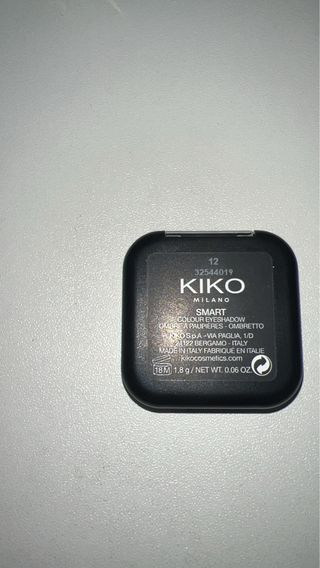 12
32544019
KIKO
MILANO
SMART
COLOUR EYESHADOW
OMBRE À PAUPIÈRES - OMBRETTO
KIKO S.p.A - VIA PAGLIA, 1/D
24122 BERGAMO - ITALY
MADE IN ITALY FABRIQUÉ EN ITALIE
kikocosmetics.com
18M 1,8 g / NET WT. 0.06 OZ.